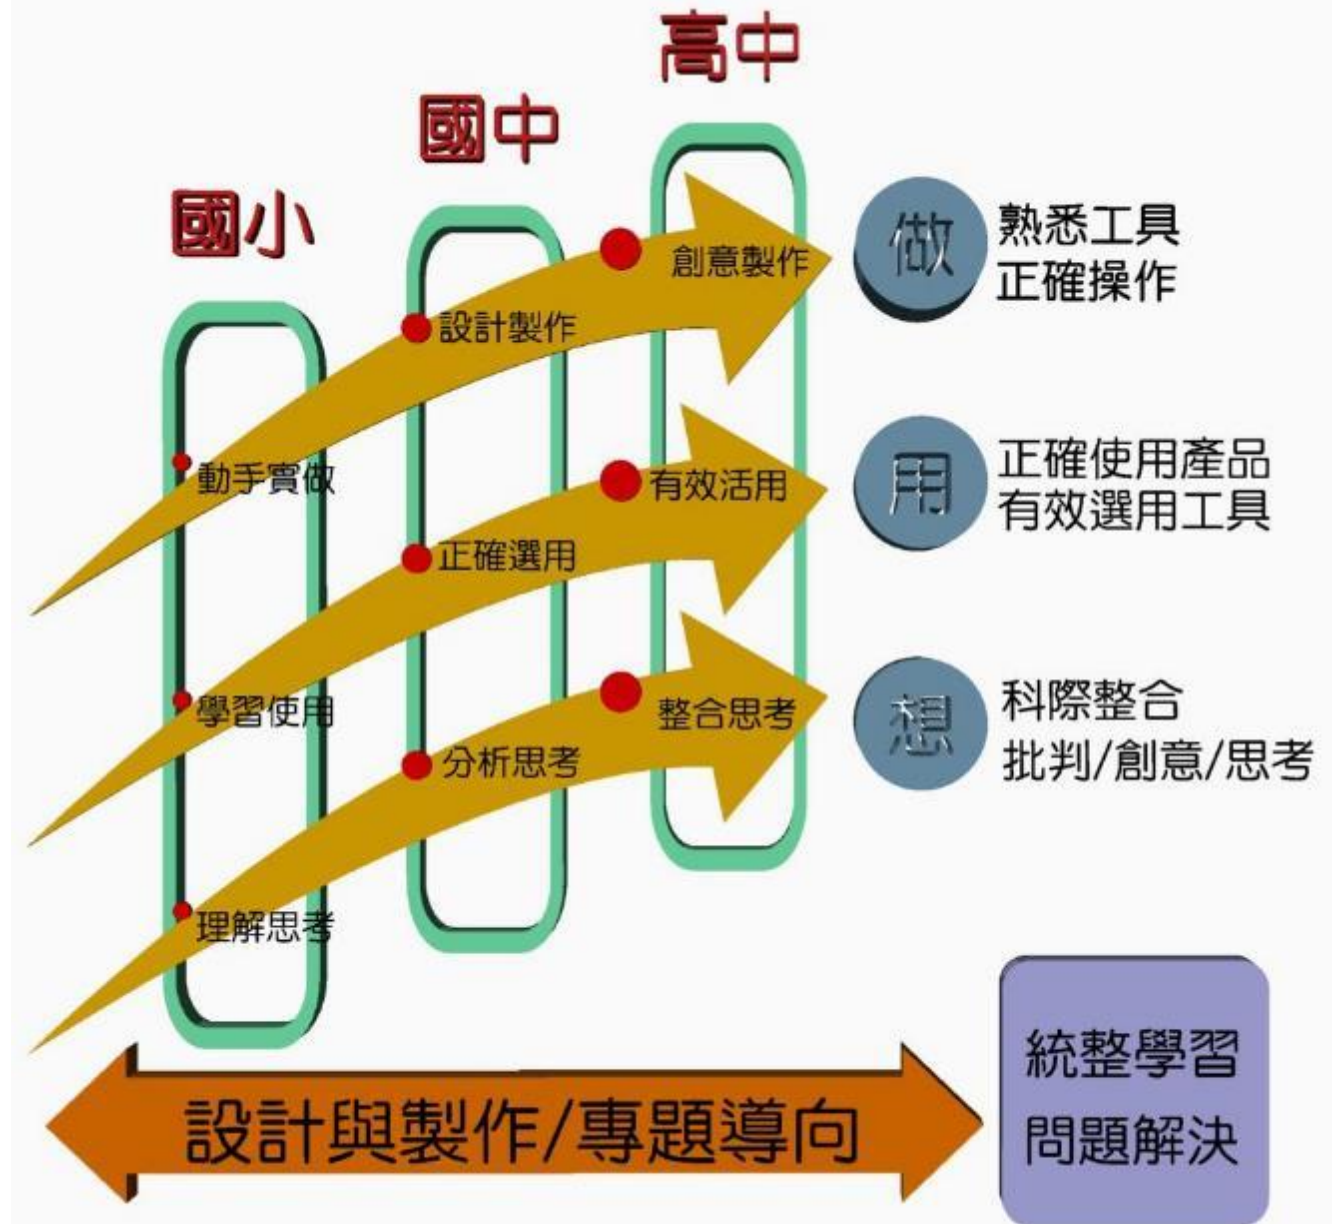 高中
國中
國小
創意製作
設計製作
動手實做
做
熟悉工具
正確操作
有效活用
正確選用
學習使用
用
正確使用產品
有效選用工具
整合思考
分析思考
理解思考
想
科際整合
批判/創意/思考
設計與製作/專題導向
統整學習
問題解決